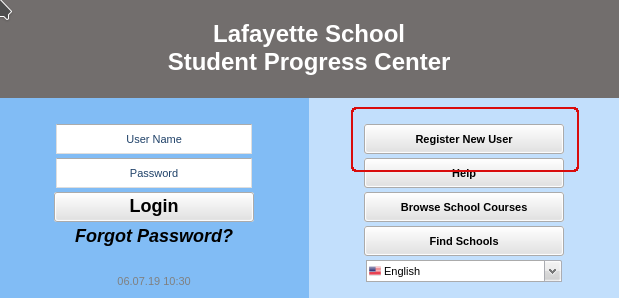 Lafayette School
Student Progress Center
User Name
Password
Login
Forgot Password?
06.07.19 10:30
Register New User
Help
Browse School Courses
Find Schools
English